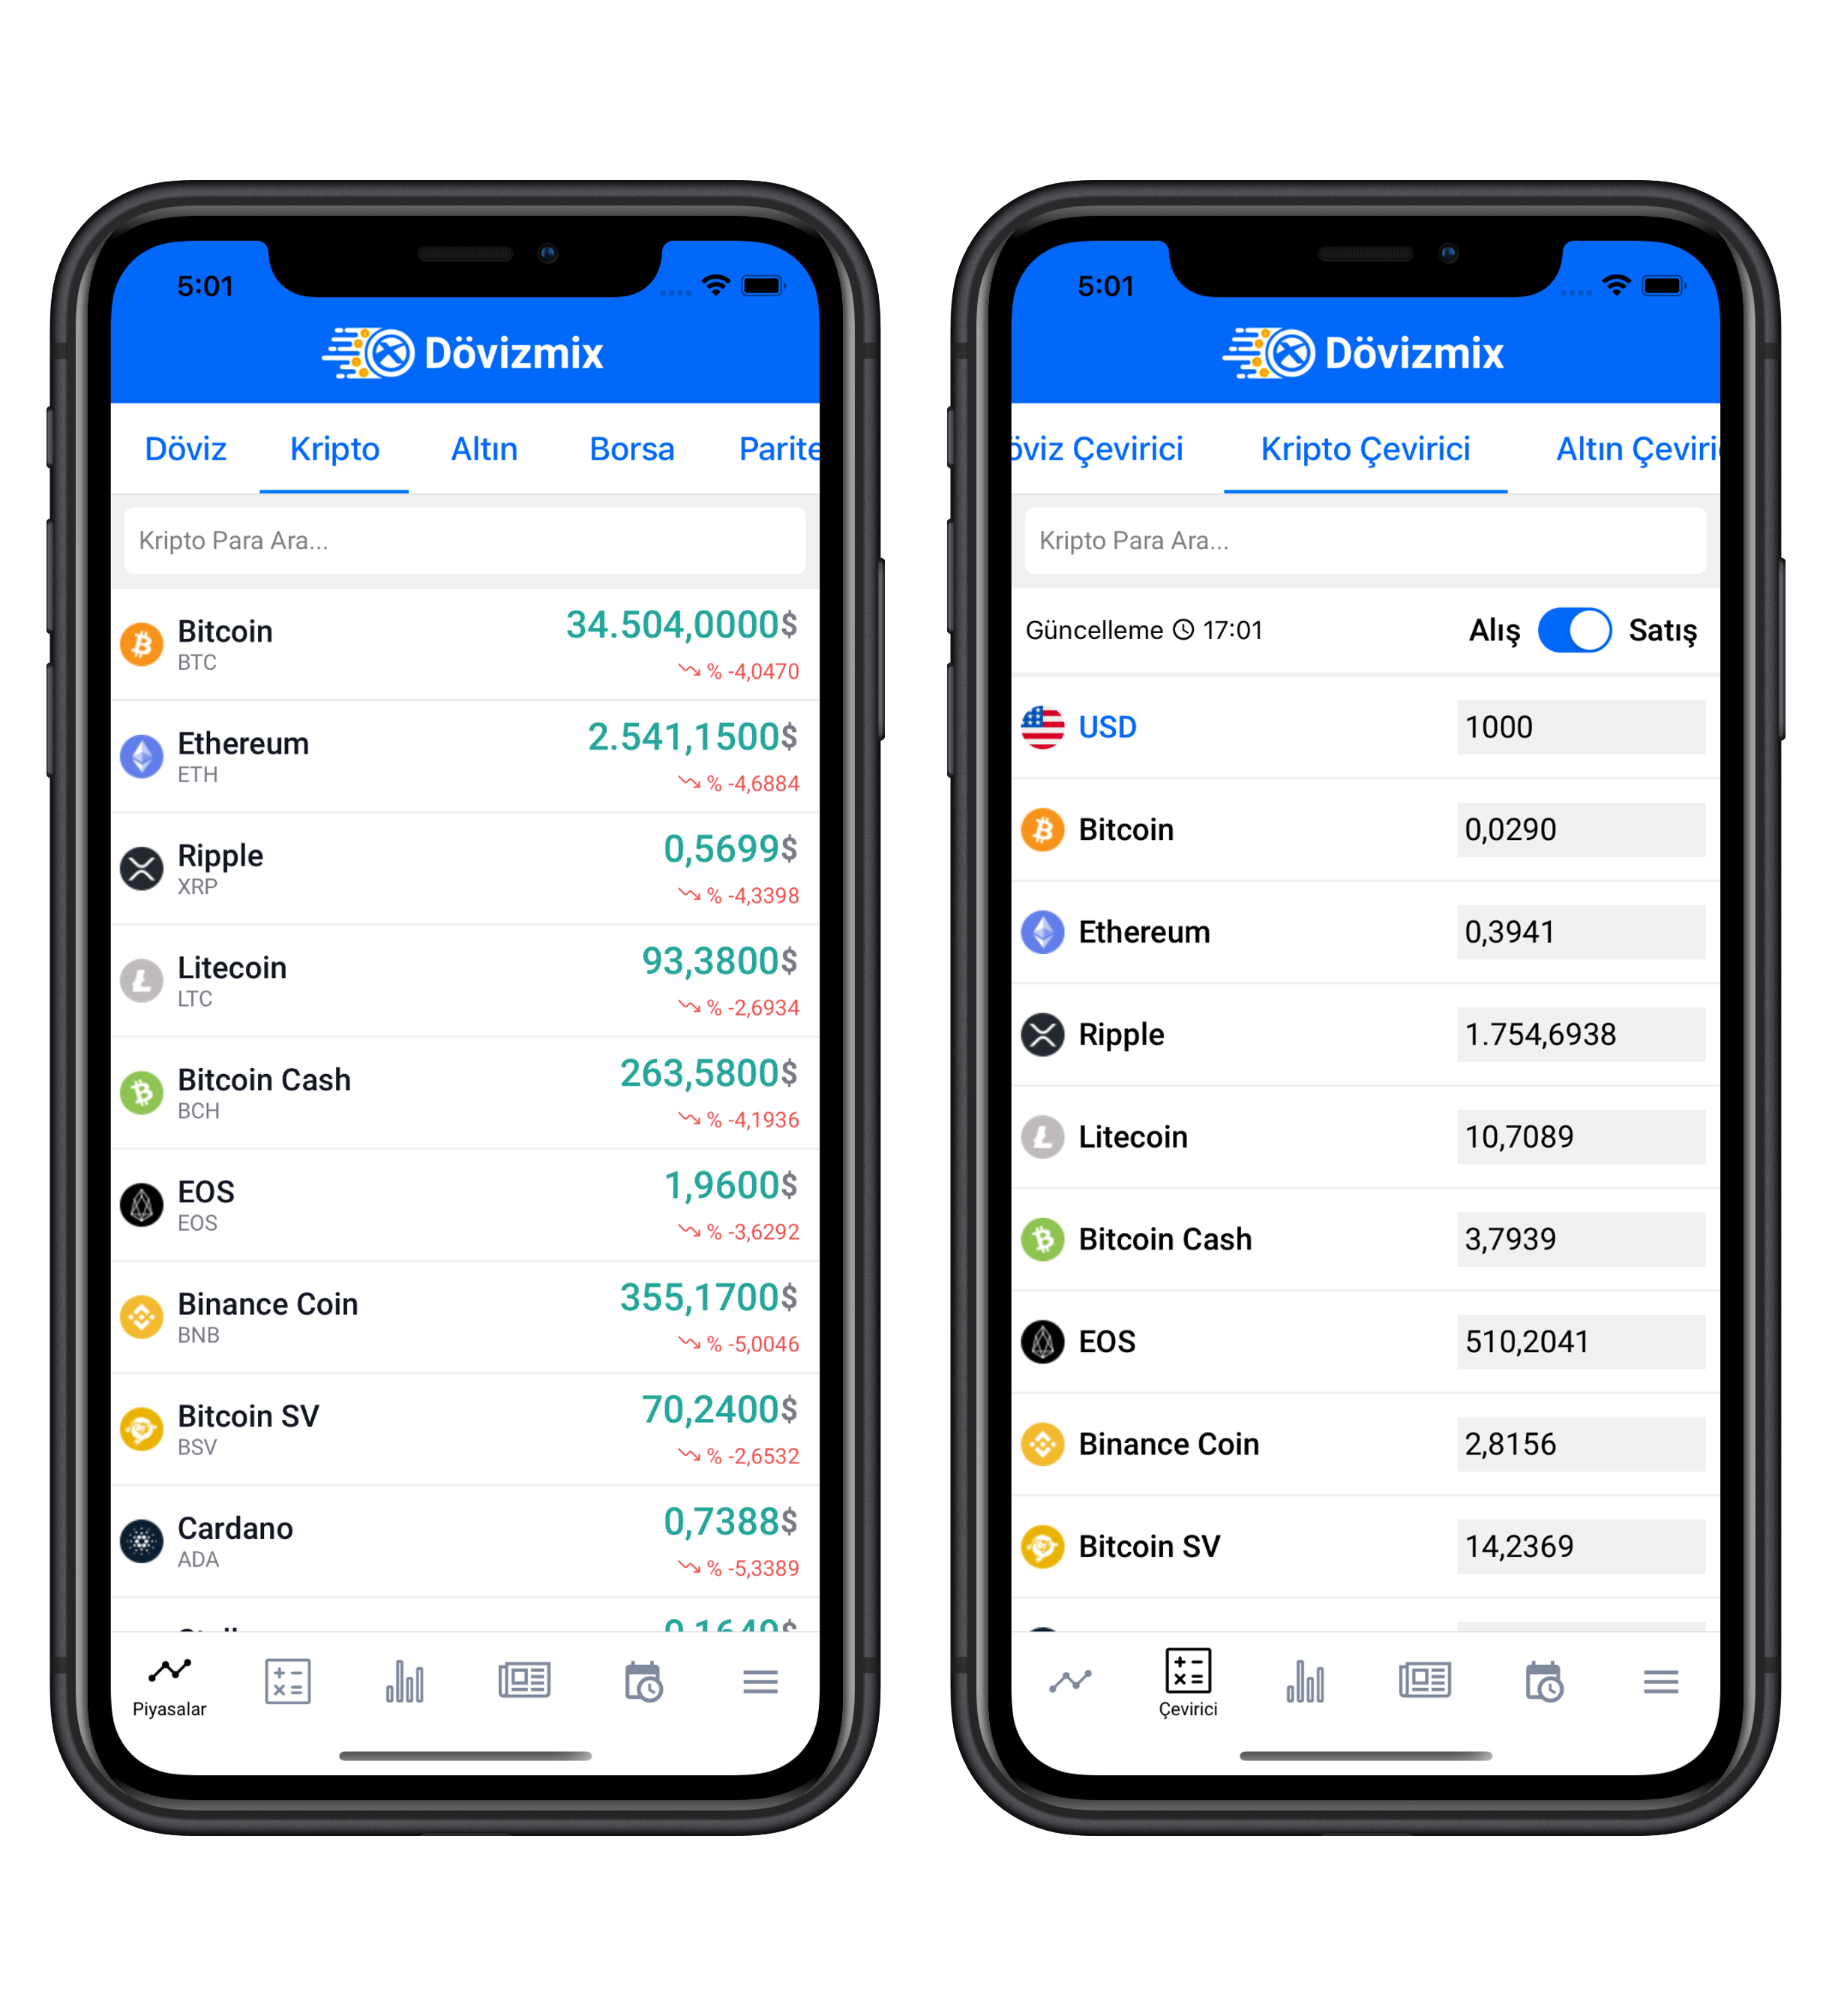 5:01
Dövizmix
Döviz Kripto Altın Borsa Parite
Kripto Para Ara...
Bitcoin 34.504,0000$
BTC % -4,0470
Ethereum 2.541,1500$
ETH % -4,6884
Ripple 0,5699$
XRP % -4,3398
Litecoin 93,3800$
LTC % -2,6934
Bitcoin Cash 263,5800$
BCH % -4,1936
EOS 1,9600$
EOS % -3,6292
Binance Coin 355,1700$
BNB % -5,0046
Bitcoin SV 70,2400$
BSV % -2,6532
Cardano 0,7388$
ADA % -5,3389
Piyasalar
5:01
Dövizmix
öviz Çevirici Kripto Çevirici Altın Çeviri
Kripto Para Ara...
Güncelleme 17:01 Alış Satış
USD 1000
Bitcoin 0,0290
Ethereum 0,3941
Ripple 1.754,6938
Litecoin 10,7089
Bitcoin Cash 3,7939
EOS 510,2041
Binance Coin 2,8156
Bitcoin SV 14,2369
Çevirici